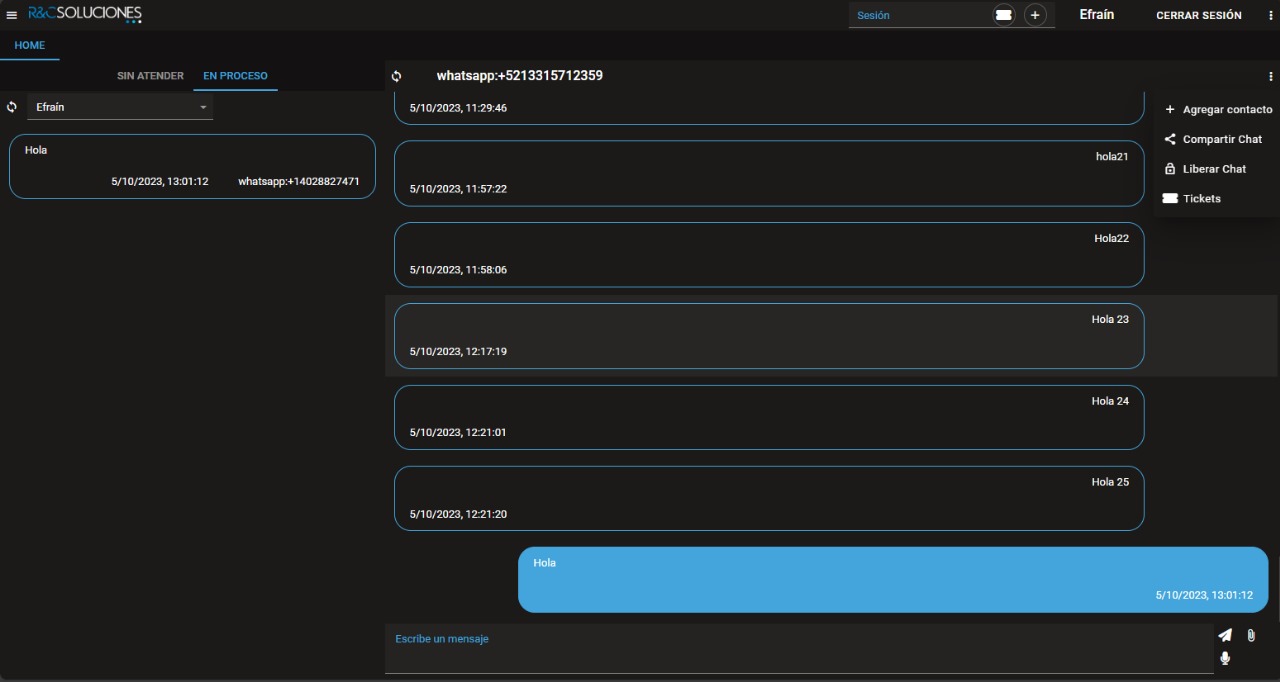 R&CSOLUCIONES
Sesión
Efraín
CERRAR SESIÓN
HOME
SIN ATENDER
EN PROCESO
Efraín
Hola
5/10/2023, 13:01:12
whatsapp:+14028827471
whatsapp:+5213315712359
5/10/2023, 11:29:46
hola21
5/10/2023, 11:57:22
Hola22
5/10/2023, 11:58:06
Hola 23
5/10/2023, 12:17:19
Hola 24
5/10/2023, 12:21:01
Hola 25
5/10/2023, 12:21:20
Hola
5/10/2023, 13:01:12
Escribe un mensaje
Agregar contacto
Compartir Chat
Liberar Chat
Tickets